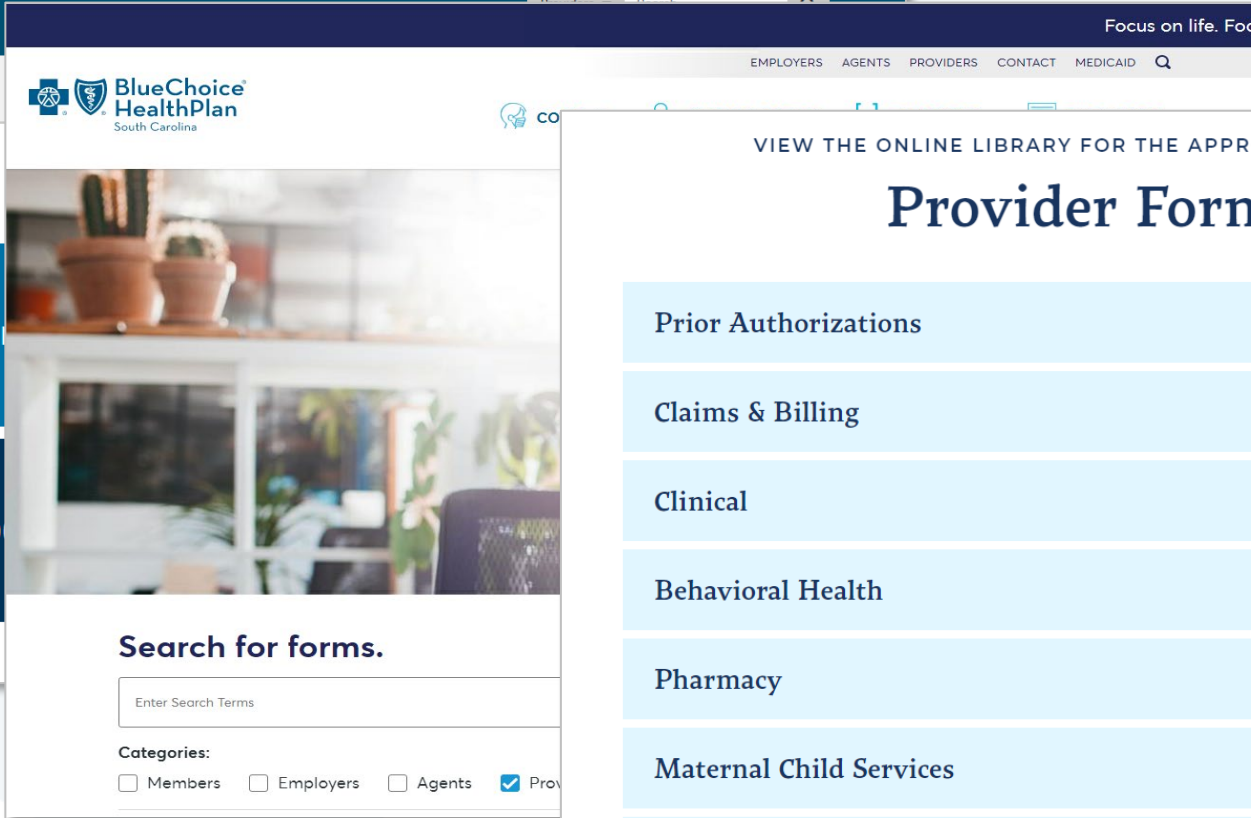 Focus on life. Foc
EMPLOYERS AGENTS PROVIDERS CONTACT MEDICAID
BlueChoice®
HealthPlan
South Carolina
CO
VIEW THE ONLINE LIBRARY FOR THE APPR
Provider Forn
Prior Authorizations
Claims & Billing
Clinical
Behavioral Health
Pharmacy
Maternal Child Services
Search for forms.
Enter Search Terms
Categories:
Members Employers Agents Prov